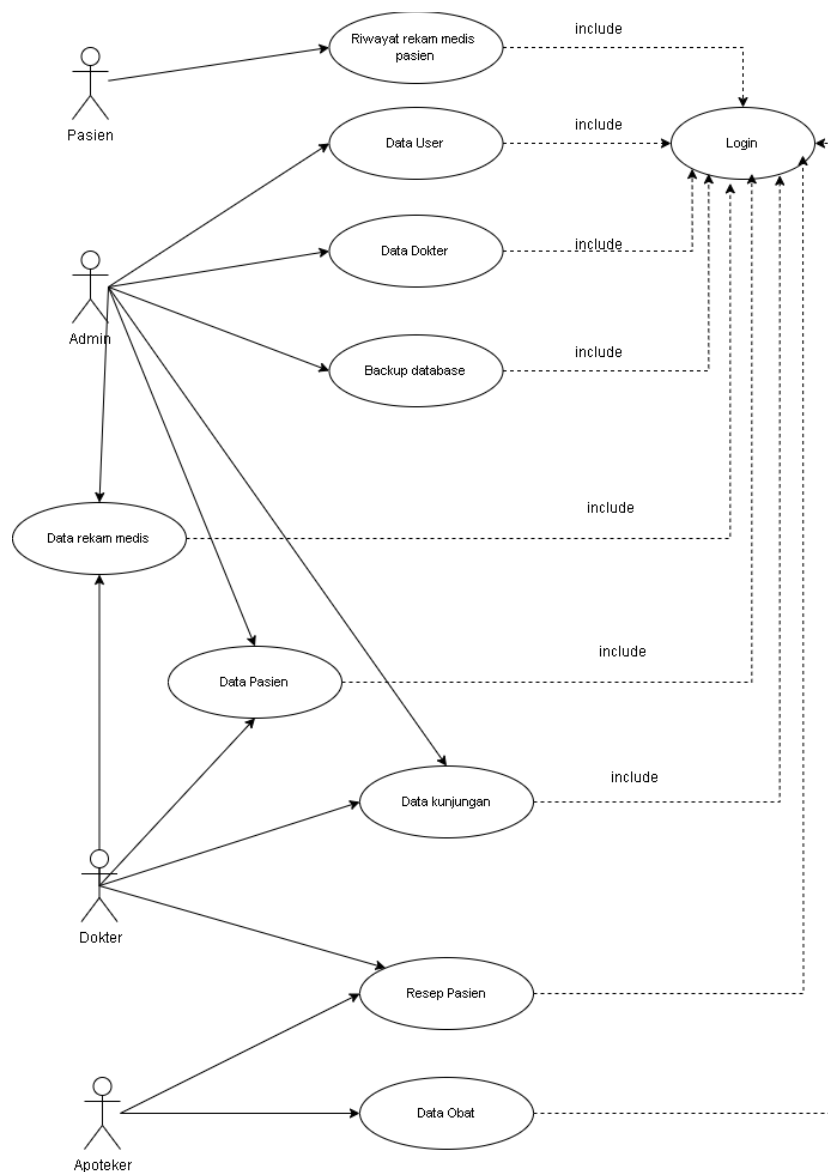 Riwayat rekam medis
pasien
include
Pasien
Data User
include
Login
Data Dokter
include
Admin
Backup database
include
Data rekam medis
include
Data Pasien
include
Data kunjungan
include
Dokter
Resep Pasien
Data Obat
Apoteker